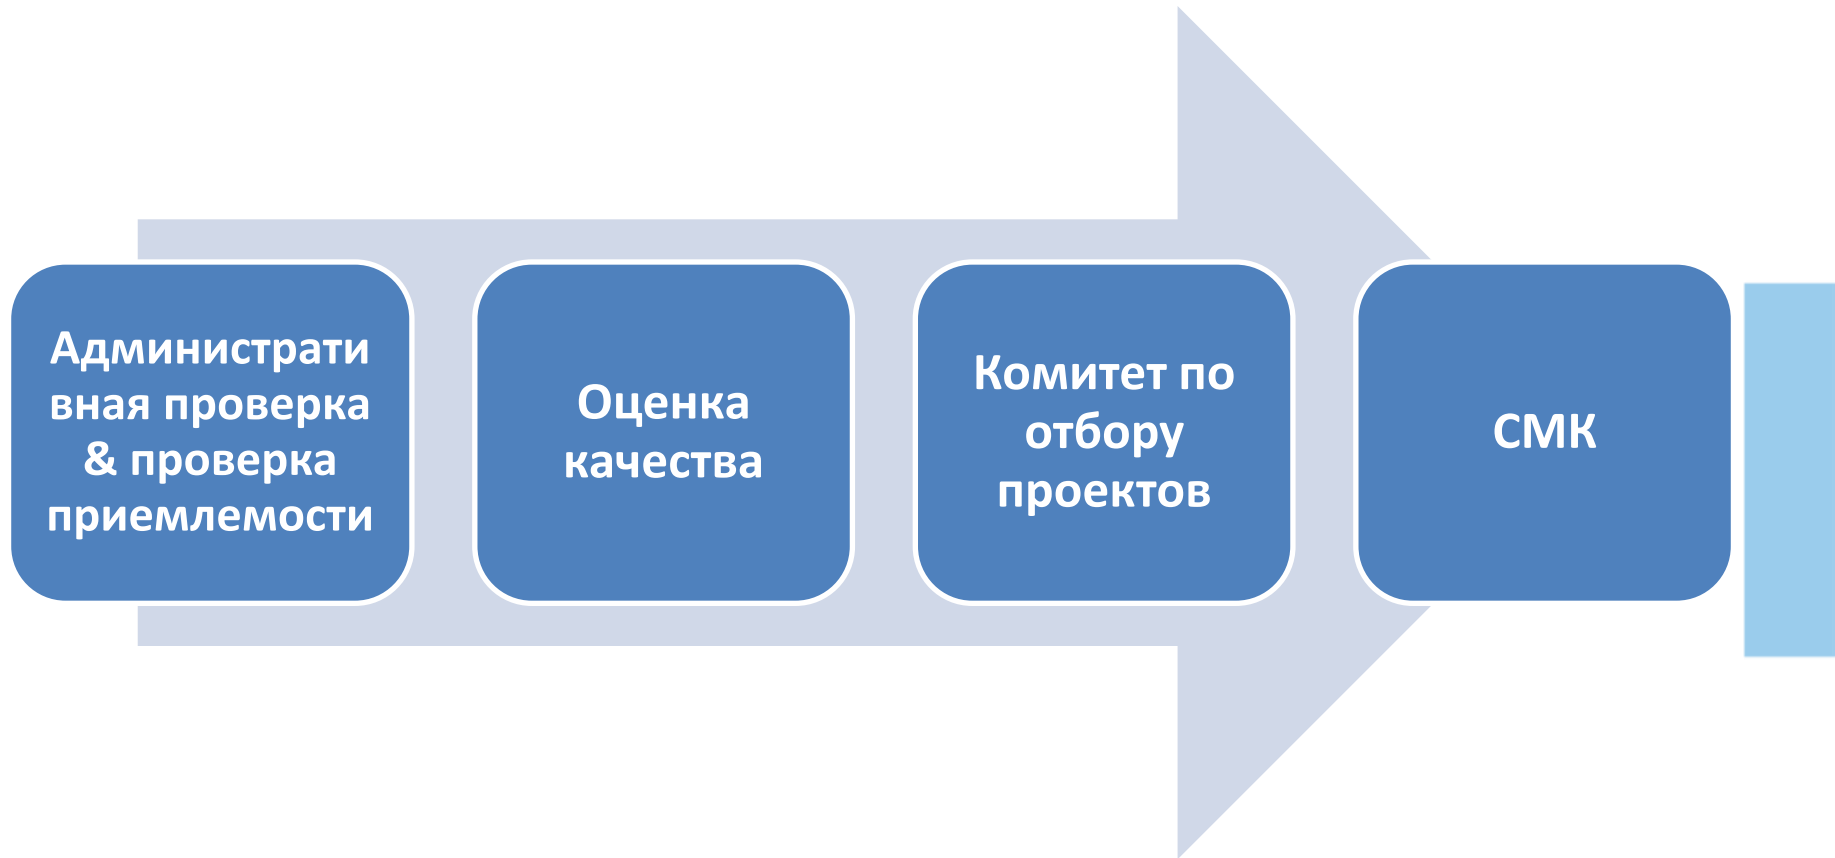 Администрати
вная проверка
& проверка
приемлемости
Оценка
качества
Комитет по
отбору
проектов
СМК